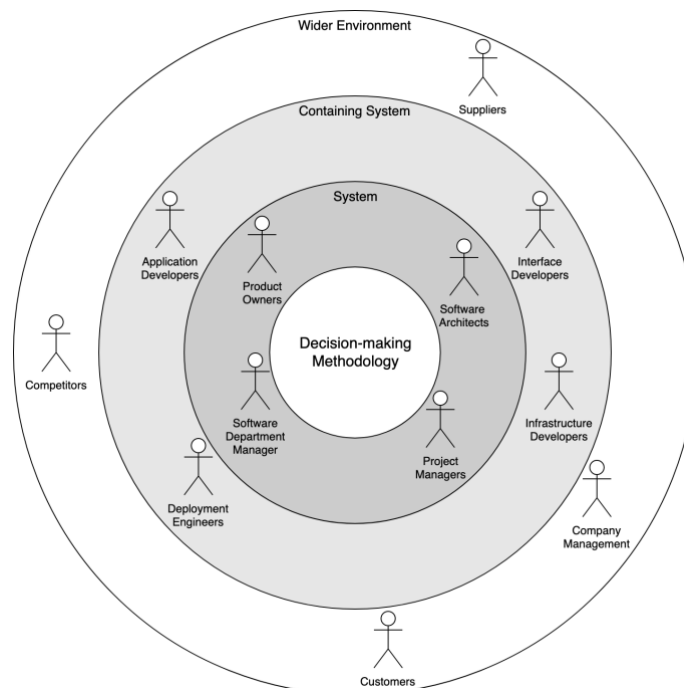 Wider Environment
Suppliers
Containing System
System
Application
Developers
Interface
Developers
Product
Owners
Software
Architects
Decision-making
Methodology
Competitors
Software
Department
Manager
Infrastructure
Developers
Project
Managers
Deployment
Engineers
Company
Management
Customers